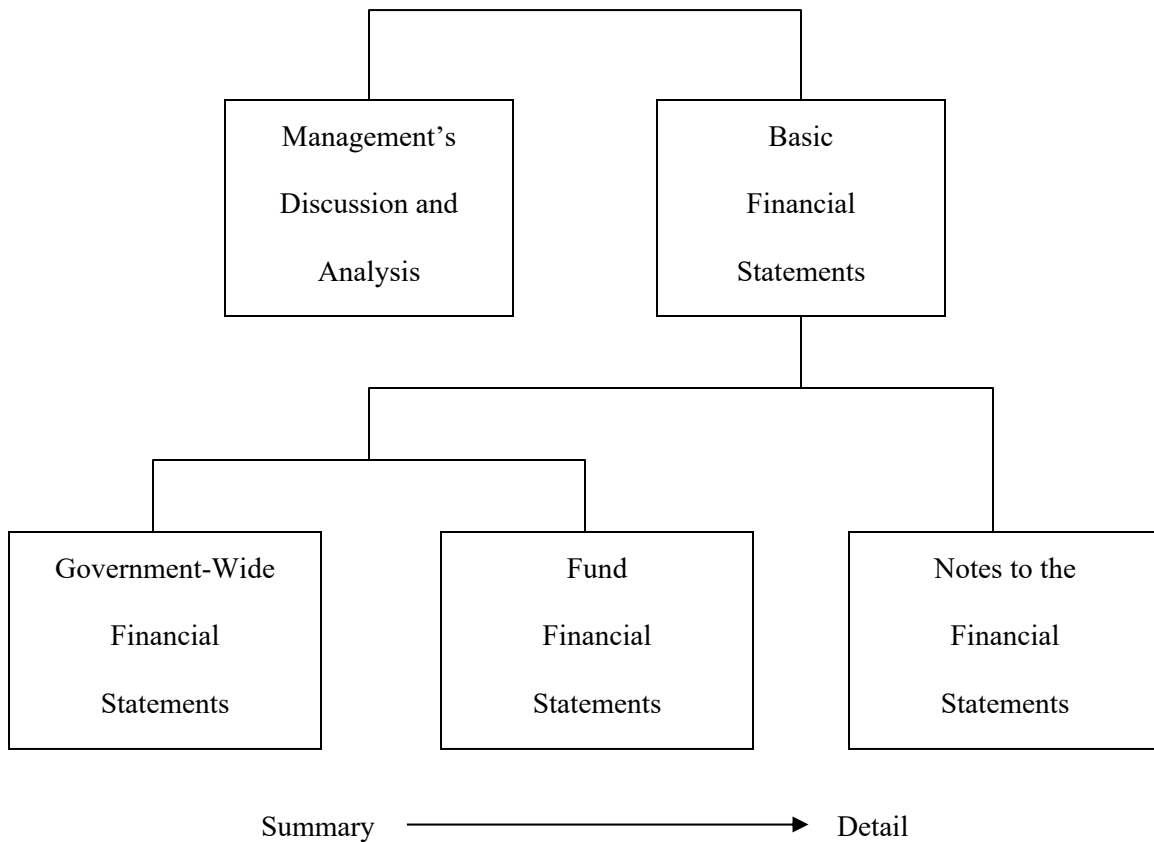 Management’s
Discussion and
Analysis
Basic
Financial
Statements
Government-Wide
Financial
Statements
Fund
Financial
Statements
Notes to the
Financial
Statements
Summary
Detail